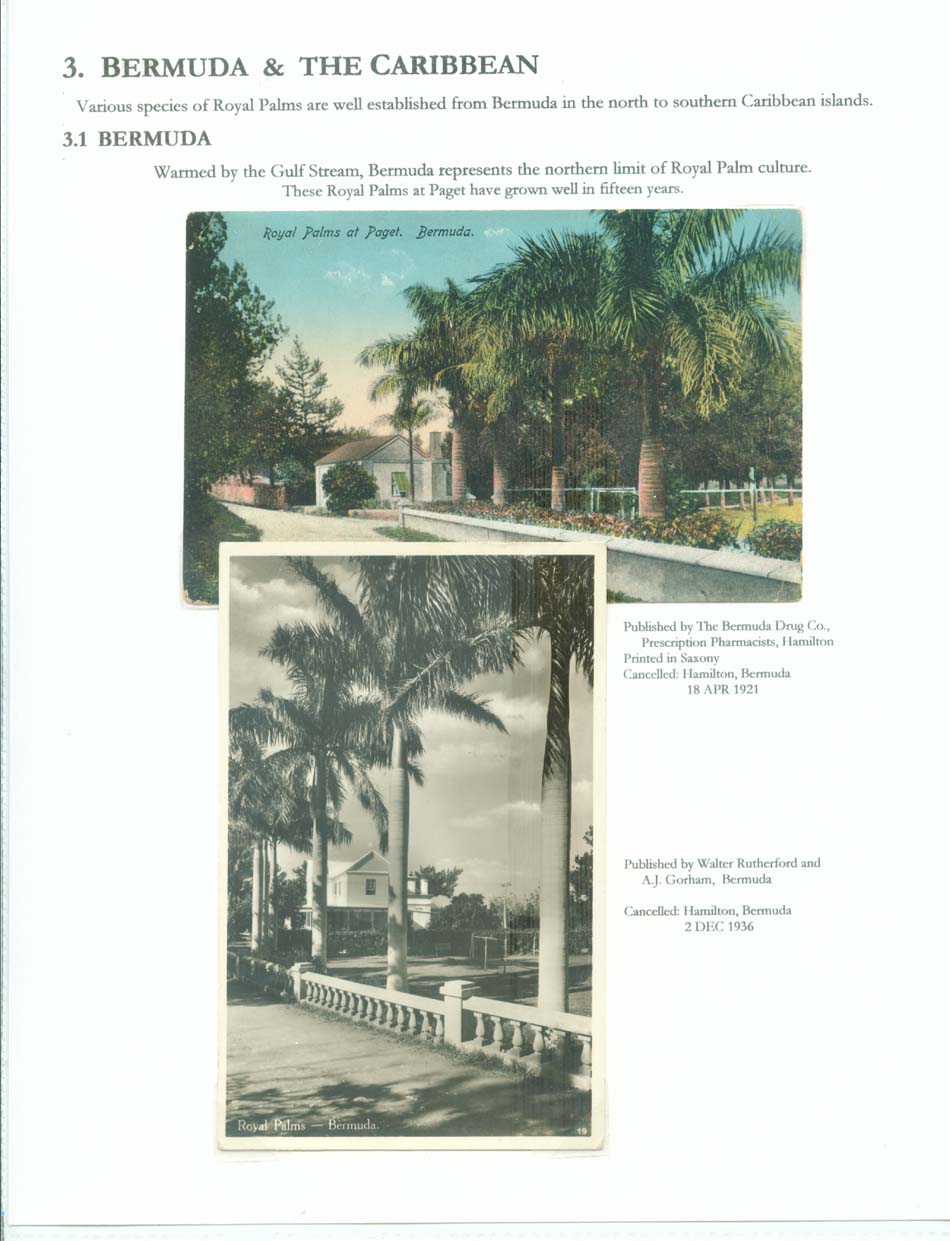 3. BERMUDA & THE CARIBBEAN
Various species of Royal Palms are well established from Bermuda in the north to southern Caribbean islands.
3.1 BERMUDA
Warmed by the Gulf Stream, Bermuda represents the northern limit of Royal Palm culture.
These Royal Palms at Paget have grown well in fifteen years.
Royal Palms at Paget. Bermuda.
Published by The Bermuda Drug Co.,
Prescription Pharmacists, Hamilton
Printed in Saxony
Cancelled: Hamilton, Bermuda
18 APR 1921
Published by Walter Rutherford and
A.J. Gorham, Bermuda
Cancelled: Hamilton, Bermuda
2 DEC 1936
Royal Palms — Bermuda.
19